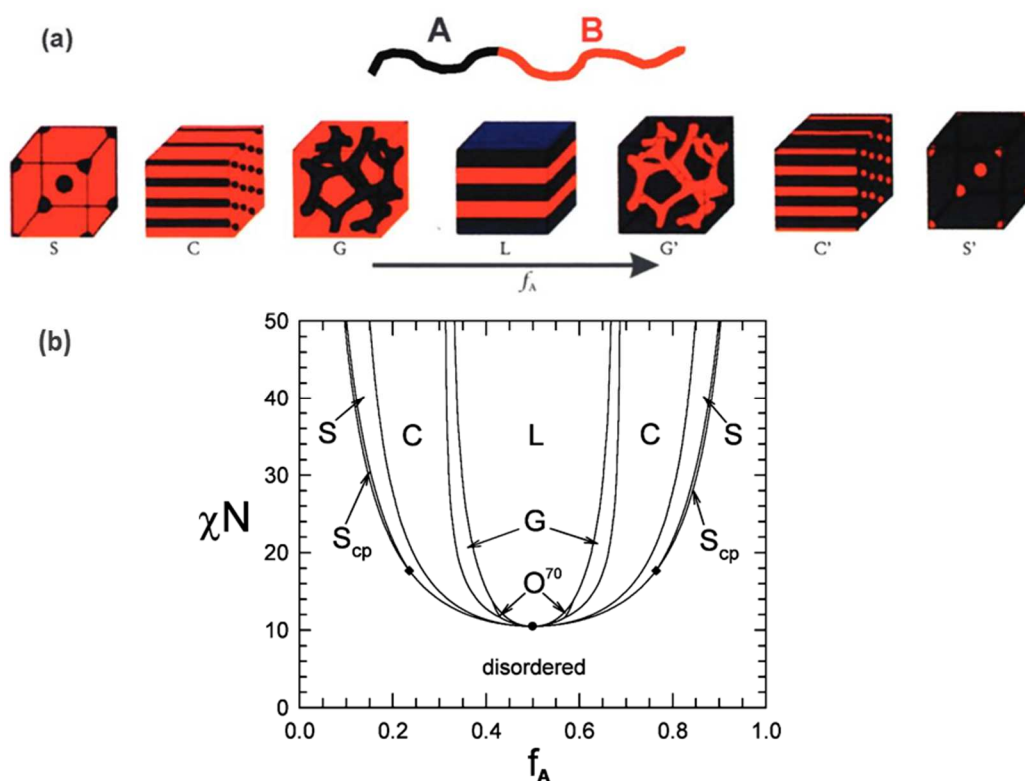 (a)
A B
S C G L G' C' S'
f_A
(b)
50
40
S C L C S
30
S_cp G S_cp
χN
20
O^70
10
disordered
0
0.0 0.2 0.4 0.6 0.8 1.0
f_A